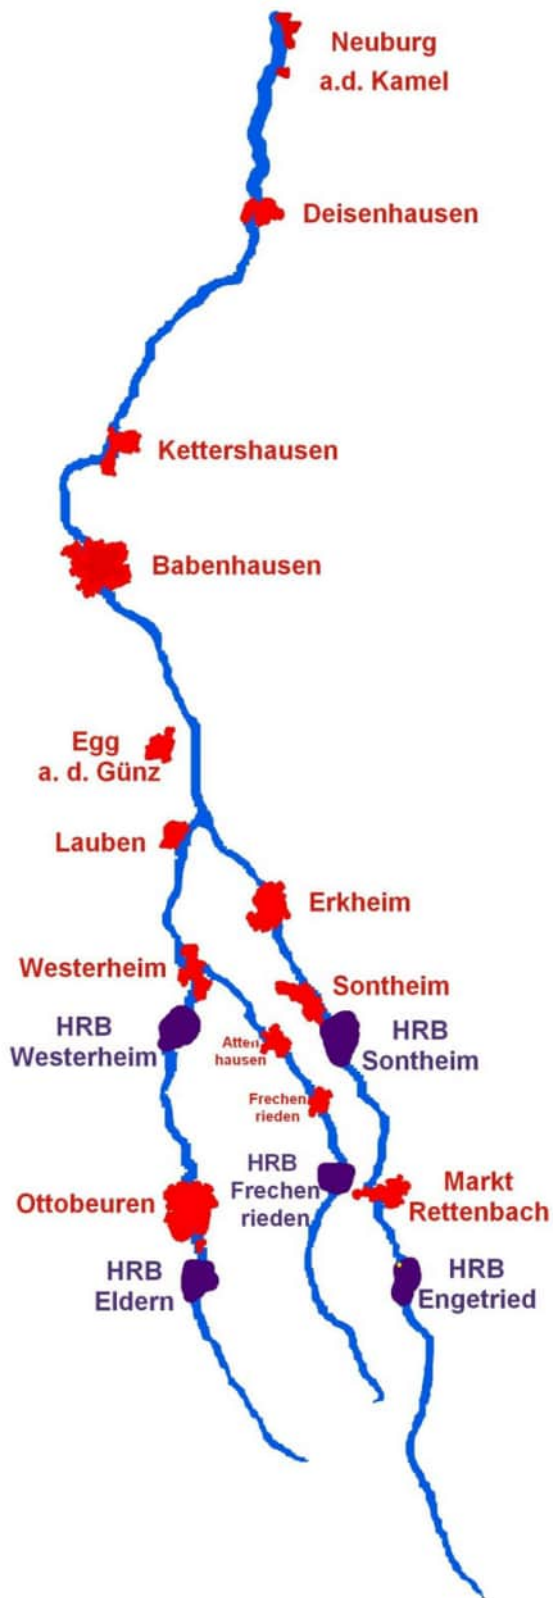 Neuburg
a.d. Kamel
Deisenhausen
Kettershausen
Babenhausen
Egg
a. d. Günz
Lauben
Erkheim
Westerheim
Sontheim
HRB
Westerheim
Atten
hausen
HRB
Sontheim
Frechen
rieden
HRB
Frechen
rieden
Ottobeuren
Markt
Rettenbach
HRB
Eldern
HRB
Engetried